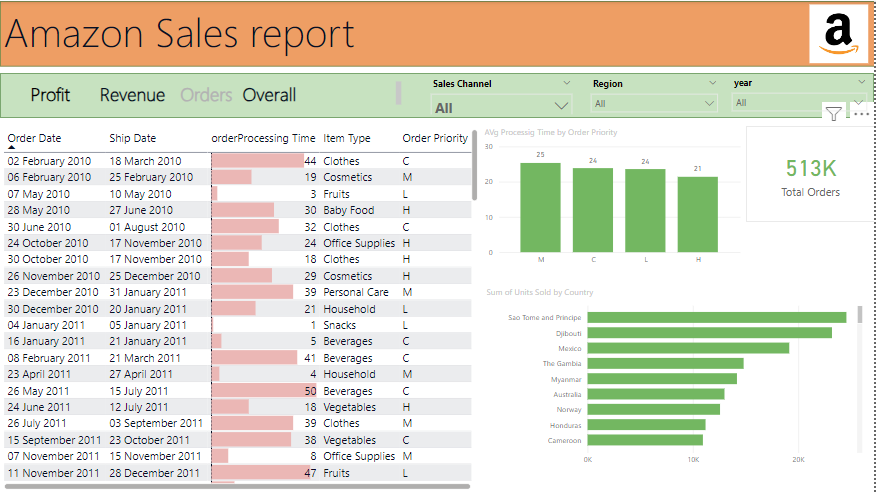 Amazon Sales report
a
Profit Revenue Orders Overall
Sales Channel
All
Region
All
year
All
Order Date Ship Date orderProcessing Time Item Type Order Priority
02 February 2010 18 March 2010 44 Clothes C
06 February 2010 25 February 2010 19 Cosmetics M
07 May 2010 10 May 2010 3 Fruits L
28 May 2010 27 June 2010 30 Baby Food H
30 June 2010 01 August 2010 32 Clothes C
24 October 2010 17 November 2010 24 Office Supplies H
30 October 2010 17 November 2010 18 Clothes H
26 November 2010 25 December 2010 29 Cosmetics H
23 December 2010 31 January 2011 39 Personal Care M
30 December 2010 20 January 2011 21 Household L
04 January 2011 05 January 2011 1 Snacks L
16 January 2011 21 January 2011 5 Beverages C
08 February 2011 21 March 2011 41 Beverages C
23 April 2011 27 April 2011 4 Household M
26 May 2011 15 July 2011 50 Beverages C
24 June 2011 12 July 2011 18 Vegetables H
26 July 2011 03 September 2011 39 Clothes M
15 September 2011 23 October 2011 38 Vegetables C
07 November 2011 15 November 2011 8 Office Supplies M
11 November 2011 28 December 2011 47 Fruits L
AVg Processig Time by Order Priority
30
20
10
0
25 24 24 21
M C L H
513K
Total Orders
Sum of Units Sold by Country
Sao Tome and Principe
Djibouti
Mexico
The Gambia
Myanmar
Australia
Norway
Honduras
Cameroon
0K 10K 20K